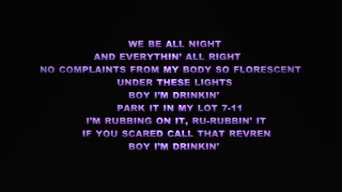 WE BE ALL NIGHT
AND EVERYTHIN' ALL RIGHT
NO COMPLAINTS FROM MY BODY SO FLORESCENT
UNDER THESE LIGHTS
BOY I'M DRINKIN'
PARK IT IN MY LOT 7-11
I'M RUBBING ON IT, RU-RUBBIN' IT
IF YOU SCARED CALL THAT REVREN
BOY I'M DRINKIN'